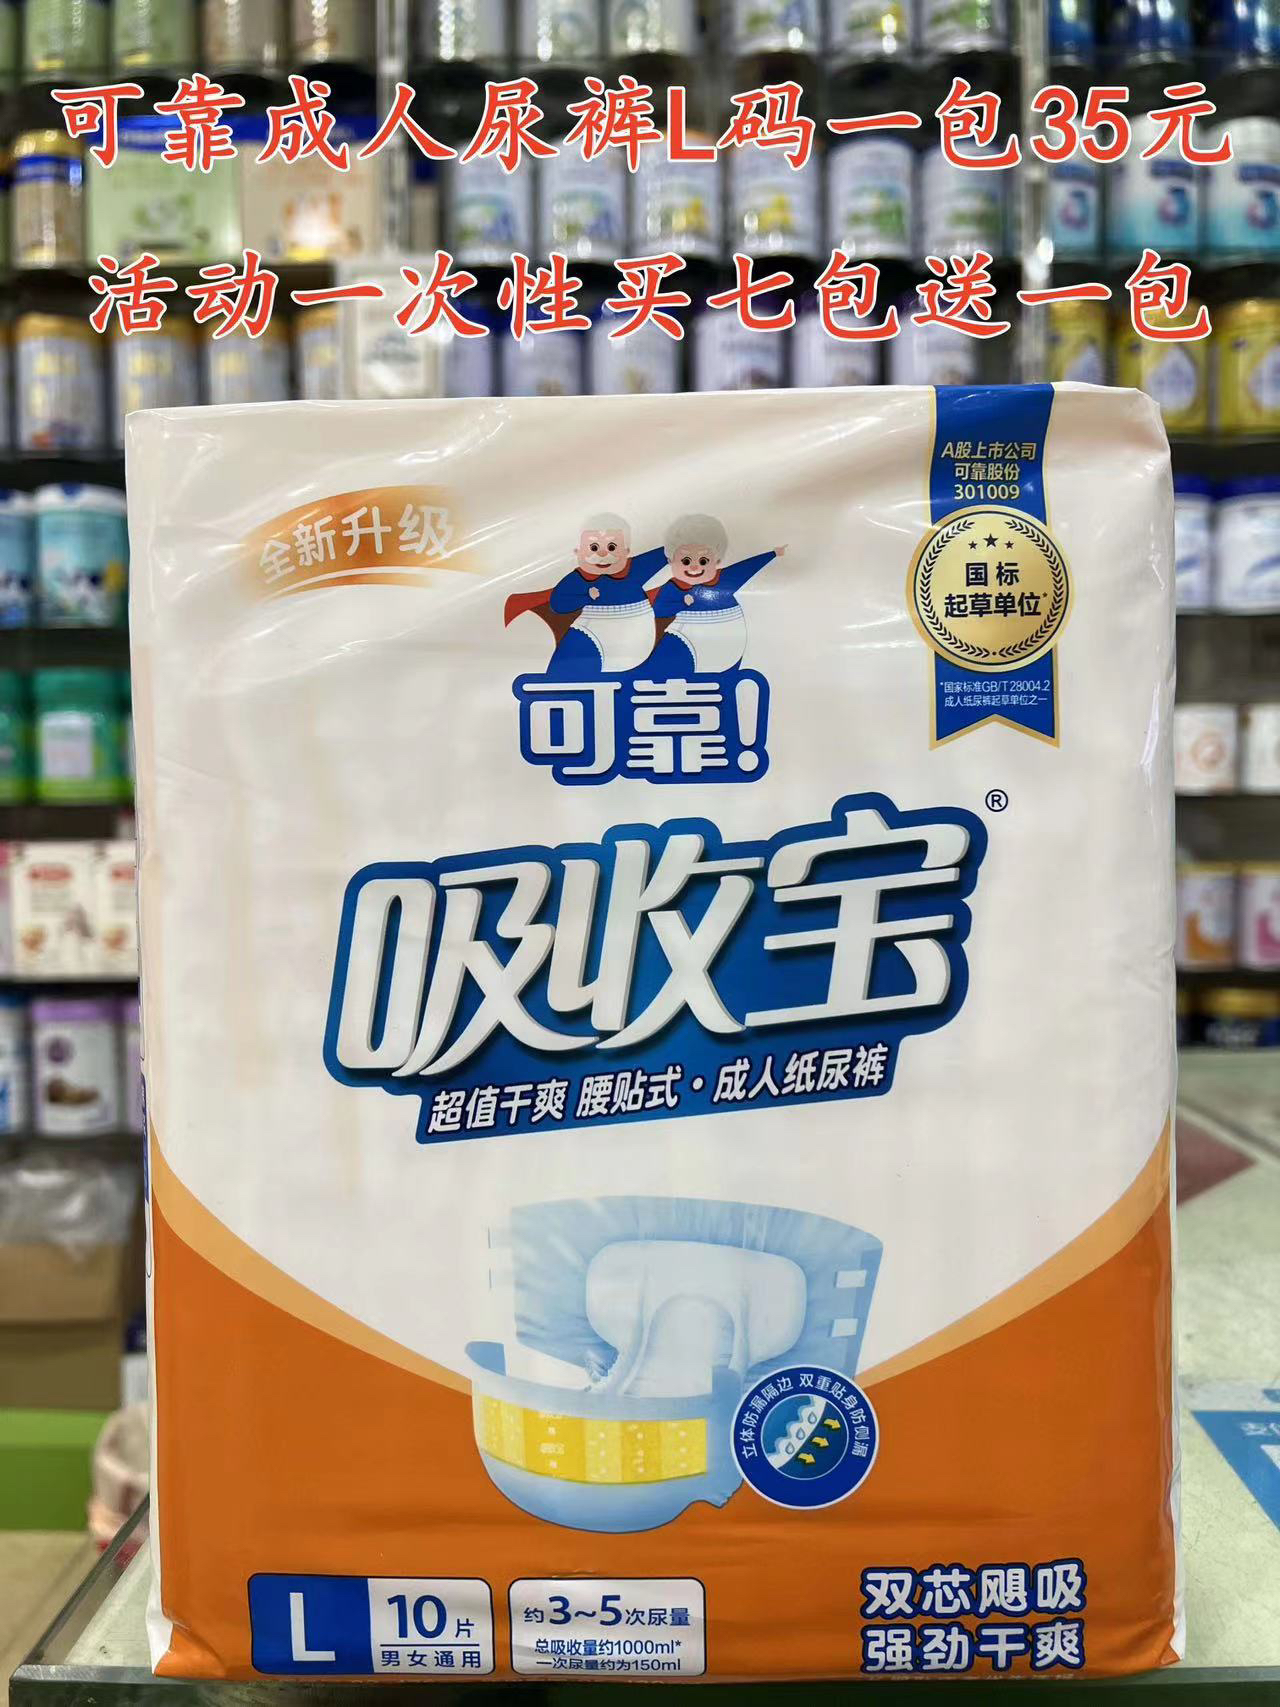 可靠成人尿裤L码一包35元
活动一次性买七包送一包
A股上市公司
可靠股份
301009
全新升级
国标
起草单位*
*国家标准GB/T 28004.2
成人纸尿裤起草单位之一
可靠!
吸收宝®
超值干爽 腰贴式·成人纸尿裤
立体防漏隔边 双重贴身防侧漏
L
10片
男女通用
约3~5次尿量
总吸收量约1000ml*
一次尿量约为150ml
双芯飓吸
强劲干爽